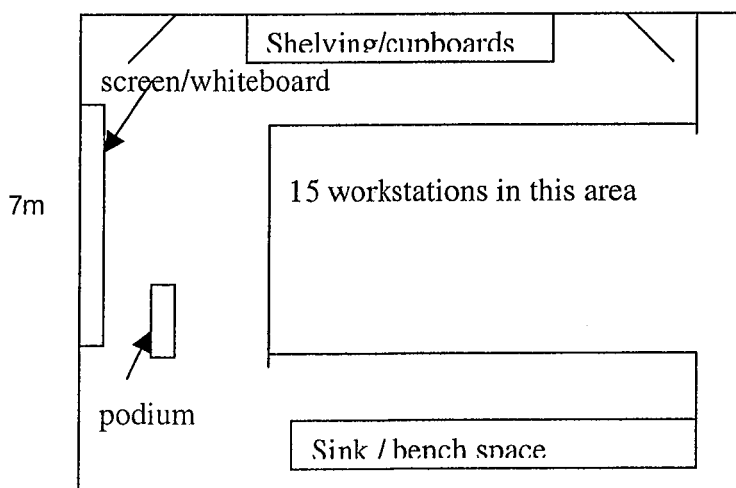 Shelving/cupboards
screen/whiteboard
15 workstations in this area
7m
podium
Sink / bench space